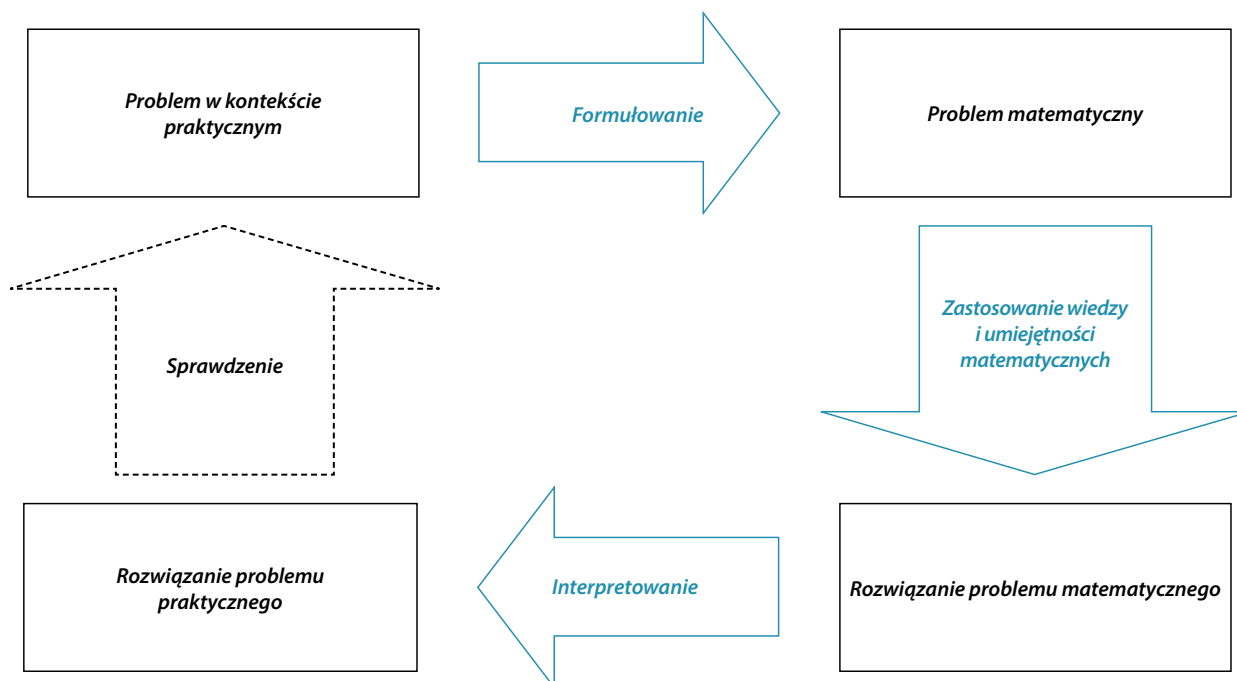 Problem w kontekście
praktycznym
Formułowanie
Problem matematyczny
Sprawdzenie
Zastosowanie wiedzy
i umiejętności
matematycznych
Rozwiązanie problemu
praktycznego
Interpretowanie
Rozwiązanie problemu matematycznego